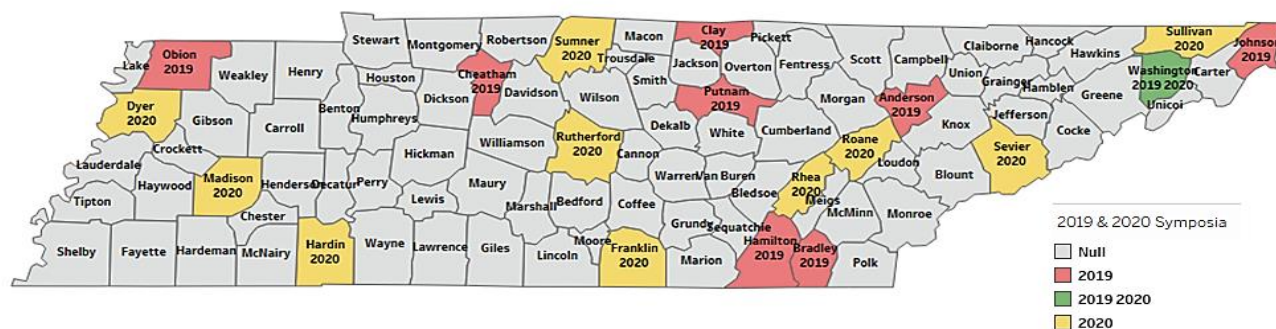 Stewart
Montgomery
Robertson
Sumner
2020
Macon
Clay
2019
Pickett
Claiborne
Hancock
Hawkins
Sullivan
2020
Johnson
2019
Lake
Obion
2019
Weakley
Henry
Houston
Cheatham
2019
Trousdale
Jackson
Overton
Fentress
Scott
Campbell
Union
Grainger
Hamblen
Greene
Washington
2019 2020
Carter
Unicoi
Dyer
2020
Gibson
Carroll
Benton
Humphreys
Dickson
Davidson
Wilson
Smith
Putnam
2019
Dekalb
White
Cumberland
Morgan
Anderson
2019
Knox
Jefferson
Cocke
Lauderdale
Crockett
Haywood
Madison
2020
Henderson
Decatur
Perry
Hickman
Williamson
Rutherford
2020
Cannon
Warren
Van Buren
Bledsoe
Rhea
2020
Roane
2020
Loudon
Blount
Sevier
2020
Tipton
Chester
Lewis
Maury
Marshall
Bedford
Coffee
Grundy
Sequatchie
Meigs
McMinn
Monroe
Shelby
Fayette
Hardeman
McNairy
Hardin
2020
Wayne
Lawrence
Giles
Lincoln
Moore
Franklin
2020
Marion
Hamilton
2019
Bradley
2019
Polk
2019 & 2020 Symposia
Null
2019
2019 2020
2020